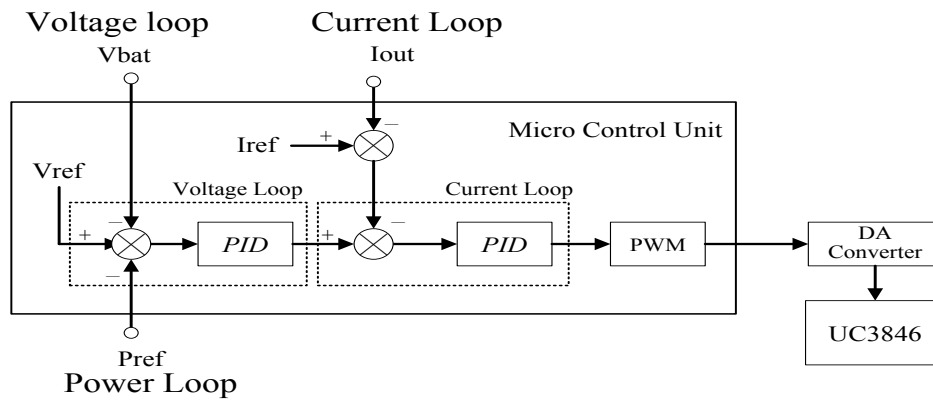 Voltage loop
Vbat
Current Loop
Iout
Micro Control Unit
Iref
+
−
Vref
Voltage Loop
Current Loop
+
−
−
PID
+
−
PID
PWM
DA
Converter
UC3846
Pref
Power Loop